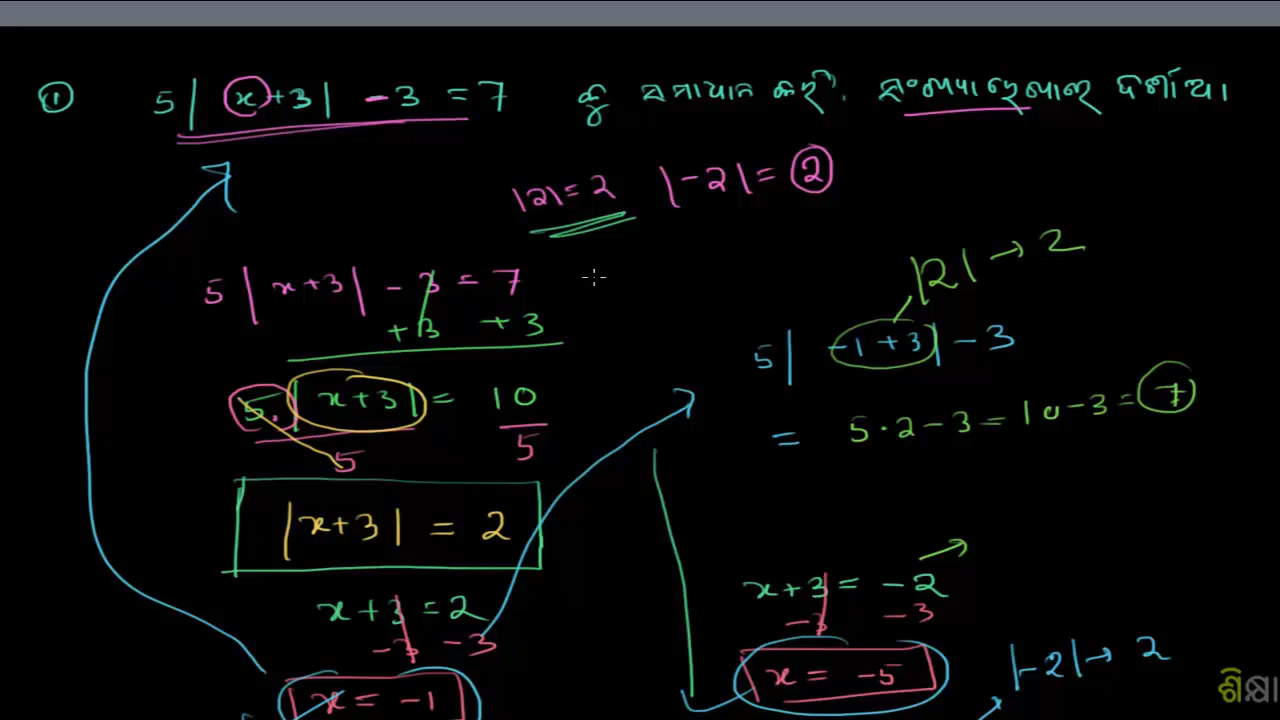 ① 5| x+3| - 3 = 7 କୁ ସମାଧାନ କର। ସଂଖ୍ୟାରେଖାରେ ଦର୍ଶାଅ।
|2| = 2 |-2| = 2
5 | x+3 | - 3 = 7
+3 +3
5.| x+3 | = 10
5 5
|x+3| = 2
x+3 = 2
-3 -3
x = -1
|2| → 2
5| -1+3| - 3
= 5·2-3 = 10-3 = 7
x+3 = -2
-3 -3
x = -5
|-2| → 2
ଶିକ୍ଷା